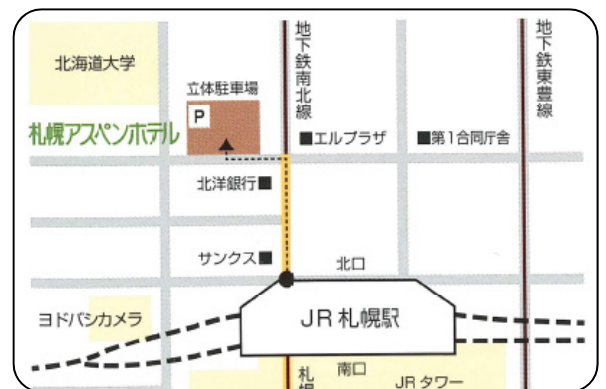 北海道大学
立体駐車場
P
札幌アスペンホテル
地下鉄南北線
地下鉄東豊線
■エルプラザ
■第1合同庁舎
北洋銀行■
サンクス■
北口
ヨドバシカメラ
JR札幌駅
南口
JRタワー
札